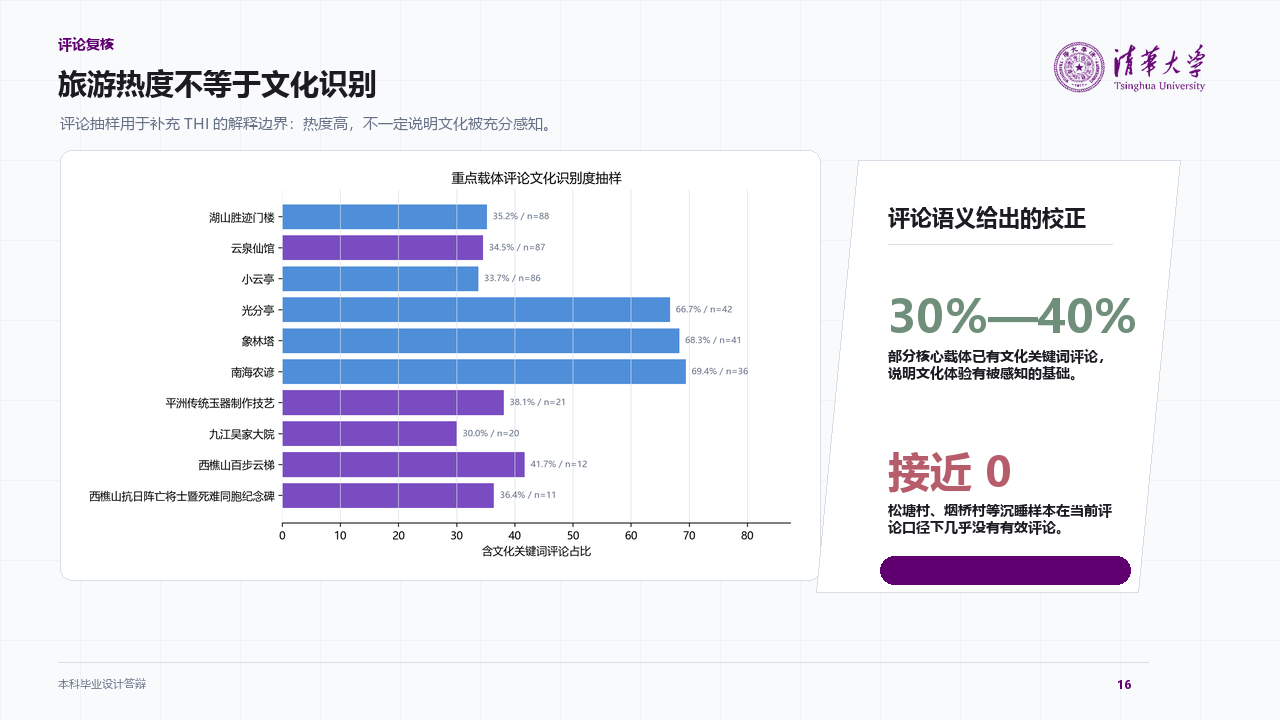 评论复核
旅游热度不等于文化识别
评论抽样用于补充 THI 的解释边界：热度高，不一定说明文化被充分感知。
清华大学
Tsinghua University
重点载体评论文化识别度抽样
湖山胜迹门楼 35.2% / n=88
云泉仙馆 34.5% / n=87
小云亭 33.7% / n=86
光分亭 66.7% / n=42
象林塔 68.3% / n=41
南海农谚 69.4% / n=36
平洲传统玉器制作技艺 38.1% / n=21
九江吴家大院 30.0% / n=20
西樵山百步云梯 41.7% / n=12
西樵山抗日阵亡将士暨死难同胞纪念碑 36.4% / n=11
0 10 20 30 40 50 60 70 80
含文化关键词评论占比
评论语义给出的校正
30%—40%
部分核心载体已有文化关键词评论，
说明文化体验有被感知的基础。
接近 0
松塘村、烟桥村等沉睡样本在当前评
论口径下几乎没有有效评论。
本科毕业设计答辩
16